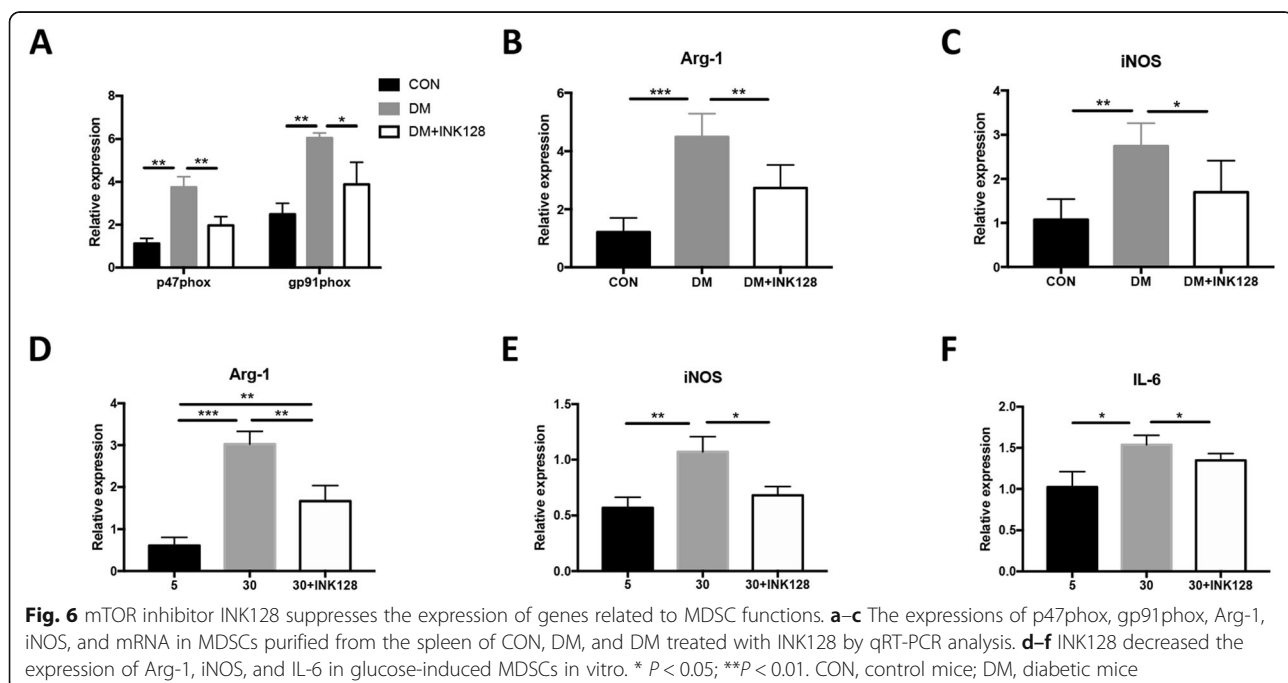 A
CON
DM
DM+INK128
Relative expression
8
6
4
2
0
**
**
**
*
p47phox
gp91phox
B
Arg-1
Relative expression
6
4
2
0
***
**
CON
DM
DM+INK128
C
iNOS
Relative expression
4
3
2
1
0
**
*
CON
DM
DM+INK128
D
Arg-1
Relative expression
4
3
2
1
0
**
***
**
5
30
30+INK128
E
iNOS
Relative expression
1.5
1.0
0.5
0.0
**
*
5
30
30+INK128
F
IL-6
Relative expression
2.0
1.5
1.0
0.5
0.0
*
*
5
30
30+INK128
Fig. 6 mTOR inhibitor INK128 suppresses the expression of genes related to MDSC functions. a–c The expressions of p47phox, gp91phox, Arg-1,
iNOS, and mRNA in MDSCs purified from the spleen of CON, DM, and DM treated with INK128 by qRT-PCR analysis. d–f INK128 decreased the
expression of Arg-1, iNOS, and IL-6 in glucose-induced MDSCs in vitro. * P < 0.05; **P < 0.01. CON, control mice; DM, diabetic mice